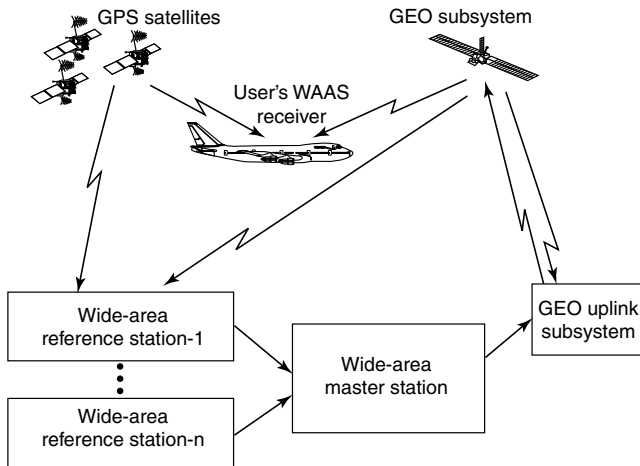 GPS satellites
GEO subsystem
User's WAAS
receiver
Wide-area
reference station-1
Wide-area
master station
GEO uplink
subsystem
Wide-area
reference station-n